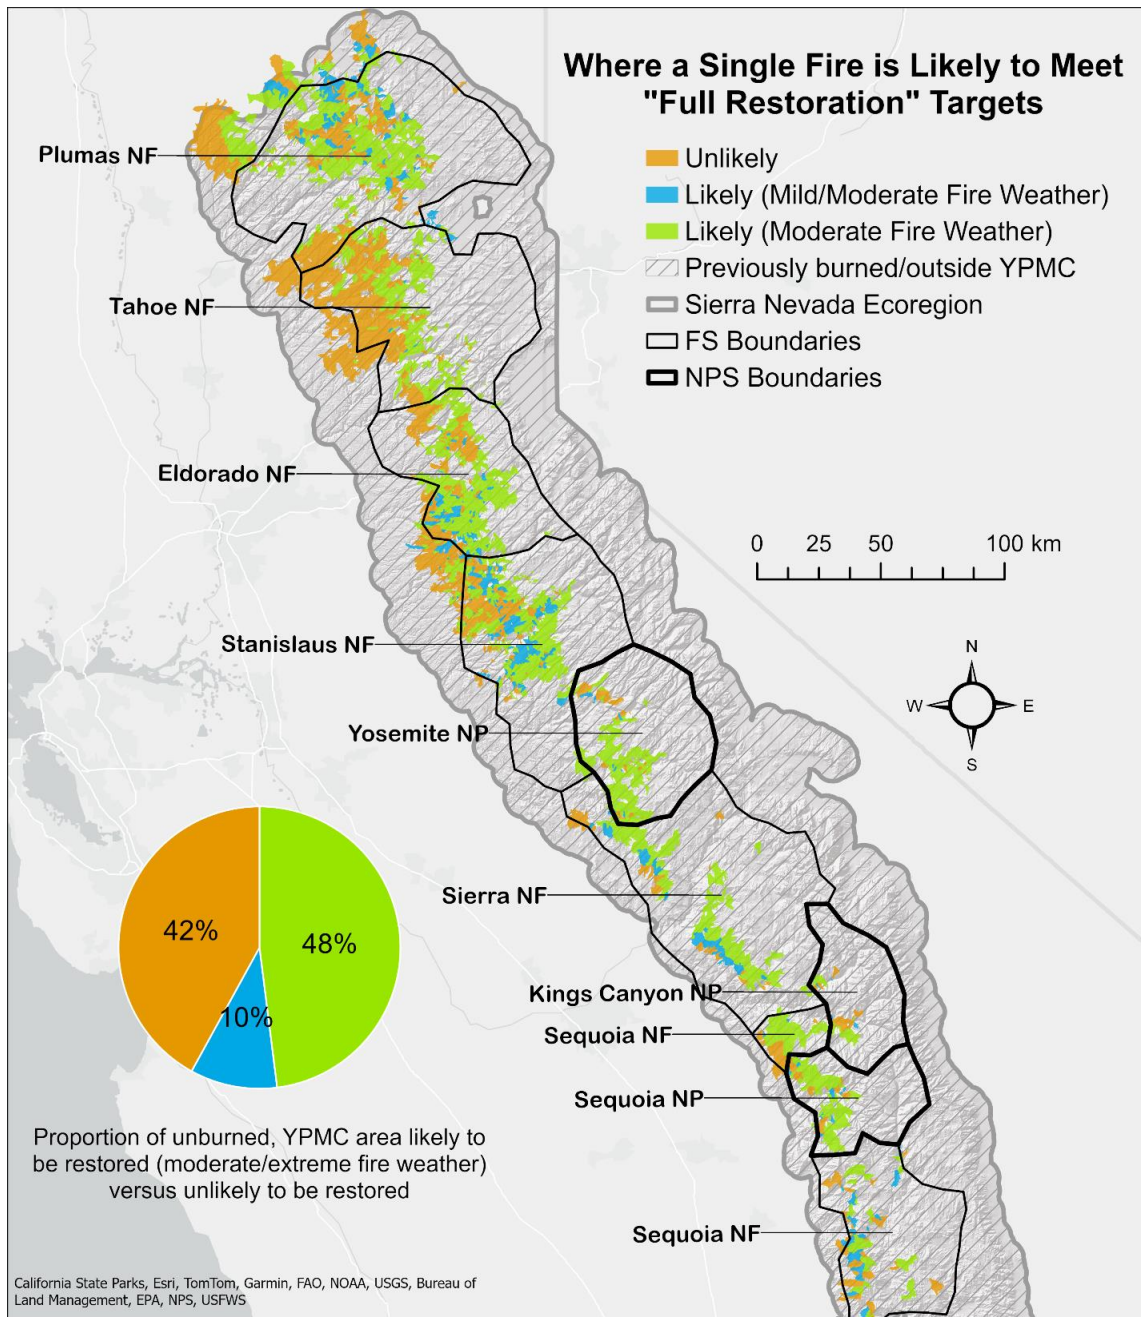 Where a Single Fire is Likely to Meet
"Full Restoration" Targets
Unlikely
Likely (Mild/Moderate Fire Weather)
Likely (Moderate Fire Weather)
Previously burned/outside YPMC
Sierra Nevada Ecoregion
FS Boundaries
NPS Boundaries
Plumas NF
Tahoe NF
Eldorado NF
0 25 50 100 km
Stanislaus NF
N
W E
S
Yosemite NP
Sierra NF
Kings Canyon NP
Sequoia NF
Sequoia NP
Sequoia NF
42%
48%
10%
Proportion of unburned, YPMC area likely to
be restored (moderate/extreme fire weather)
versus unlikely to be restored
California State Parks, Esri, TomTom, Garmin, FAO, NOAA, USGS, Bureau of
Land Management, EPA, NPS, USFWS